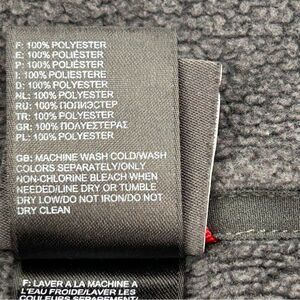 F: 100% POLYESTER
E: 100% POLIÉSTER
P: 100% POLIÉSTER
I: 100% POLIESTERE
D: 100% POLYESTER
NL: 100% POLYESTER
RU: 100% ПОЛИЭСТЕР
TR: 100% POLYESTER
GR: 100% ΠΟΛΥΕΣΤΕΡΑΣ
PL: 100% POLYESTER
GB: MACHINE WASH COLD/WASH
COLORS SEPARATELY/ONLY
NON-CHLORINE BLEACH WHEN
NEEDED/LINE DRY OR TUMBLE
DRY LOW/DO NOT IRON/DO NOT
DRY CLEAN
F: LAVER A LA MACHINE A
L'EAU FROIDE/LAVER LES
COULEURS SEPAREMENT/